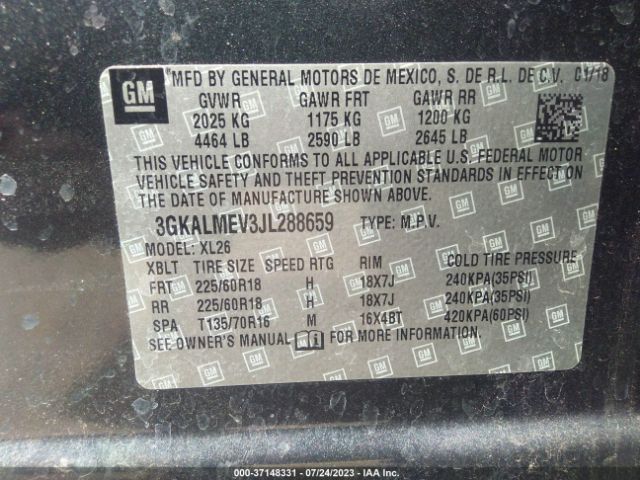 GM
MFD BY GENERAL MOTORS DE MEXICO, S. DE R.L. DE C.V. 01/18
GVWR GAWR FRT GAWR RR
2025 KG 1175 KG 1200 KG
4464 LB 2590 LB 2645 LB
THIS VEHICLE CONFORMS TO ALL APPLICABLE U.S. FEDERAL MOTOR
VEHICLE SAFETY AND THEFT PREVENTION STANDARDS IN EFFECT ON
THE DATE OF MANUFACTURE SHOWN ABOVE.
3GKALMEV3JL288659 TYPE: M.P.V.
MODEL: XL26
XBLT TIRE SIZE SPEED RTG RIM COLD TIRE PRESSURE
FRT 225/60R18 H 18X7J 240KPA(35PSI)
RR 225/60R18 H 18X7J 240KPA(35PSI)
SPA T135/70R16 M 16X4BT 420KPA(60PSI)
SEE OWNER'S MANUAL FOR MORE INFORMATION.
000-37148331 - 07/24/2023 - IAA Inc.